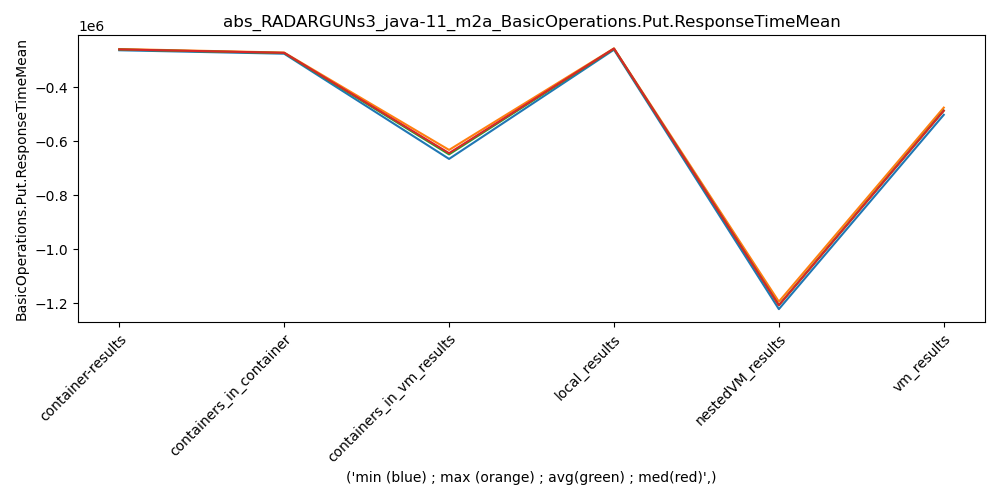 abs_RADARGUNs3_java-11_m2a_BasicOperations.Put.ResponseTimeMean
1e6
BasicOperations.Put.ResponseTimeMean
−0.4
−0.6
−0.8
−1.0
−1.2
container-results
containers_in_container
containers_in_vm_results
local_results
nestedVM_results
vm_results
('min (blue) ; max (orange) ; avg(green) ; med(red)',)